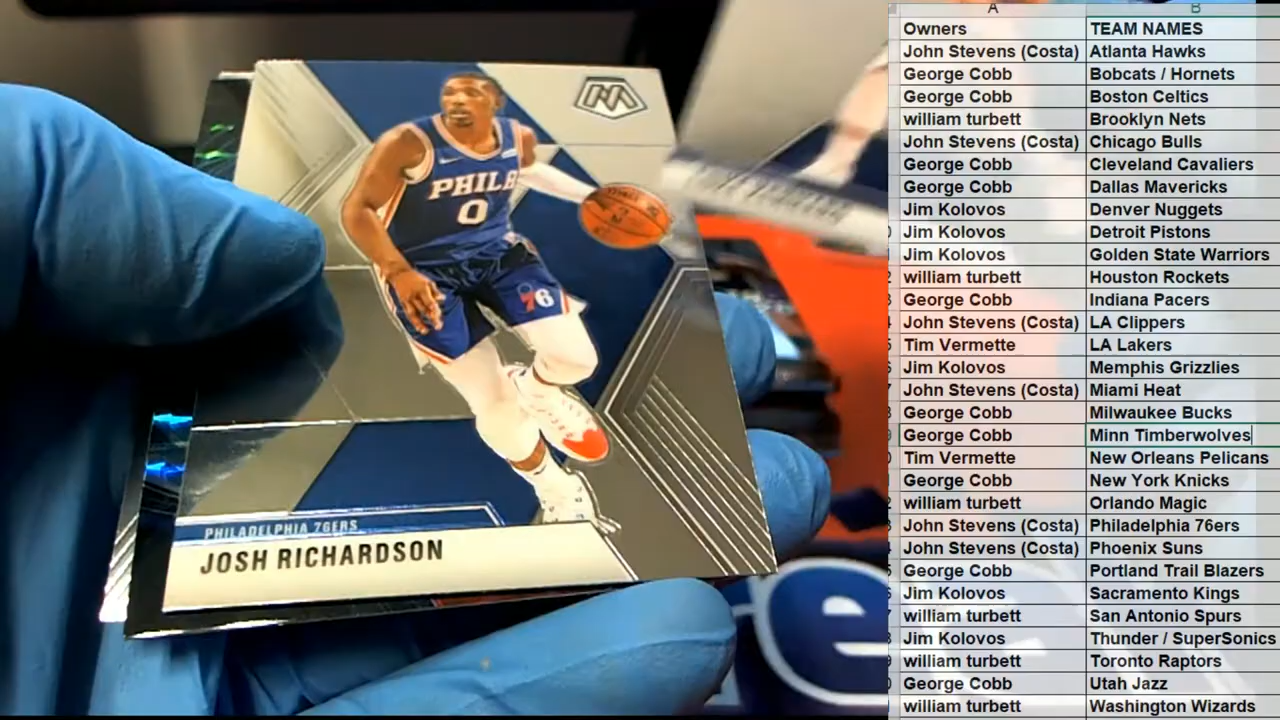 PHILA
0
76
PHILADELPHIA 76ERS
JOSH RICHARDSON
e
A B
Owners TEAM NAMES
John Stevens (Costa) Atlanta Hawks
George Cobb Bobcats / Hornets
George Cobb Boston Celtics
william turbett Brooklyn Nets
John Stevens (Costa) Chicago Bulls
George Cobb Cleveland Cavaliers
George Cobb Dallas Mavericks
Jim Kolovos Denver Nuggets
Jim Kolovos Detroit Pistons
Jim Kolovos Golden State Warriors
william turbett Houston Rockets
George Cobb Indiana Pacers
John Stevens (Costa) LA Clippers
Tim Vermette LA Lakers
Jim Kolovos Memphis Grizzlies
John Stevens (Costa) Miami Heat
George Cobb Milwaukee Bucks
George Cobb Minn Timberwolves
Tim Vermette New Orleans Pelicans
George Cobb New York Knicks
william turbett Orlando Magic
John Stevens (Costa) Philadelphia 76ers
John Stevens (Costa) Phoenix Suns
George Cobb Portland Trail Blazers
Jim Kolovos Sacramento Kings
william turbett San Antonio Spurs
Jim Kolovos Thunder / SuperSonics
william turbett Toronto Raptors
George Cobb Utah Jazz
william turbett Washington Wizards